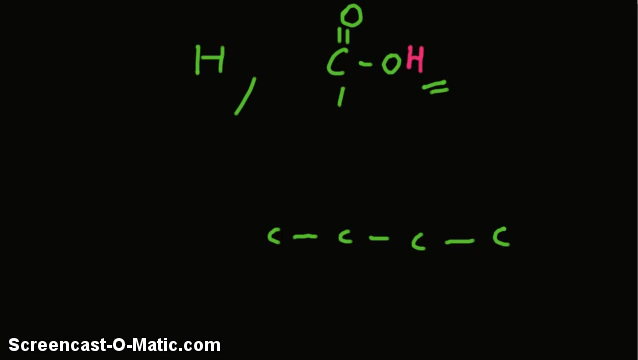 O
H , C - OH
c - c - c - c
Screencast-O-Matic.com